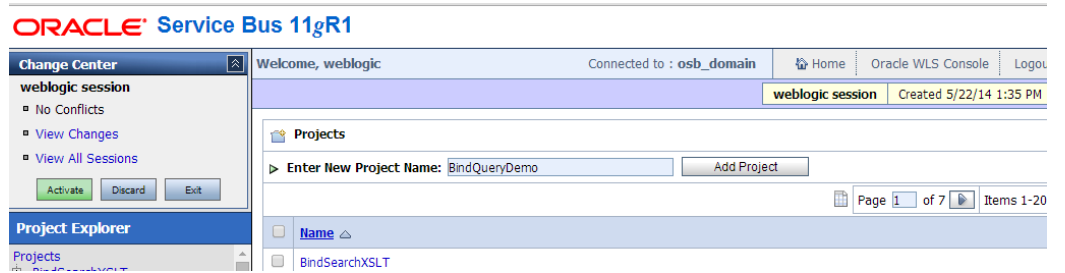 ORACLE Service Bus 11gR1
Change Center
Welcome, weblogic Connected to : osb_domain Home Oracle WLS Console
weblogic session
weblogic session Created 5/22/14 1:35 PM
No Conflicts
View Changes
Projects
View All Sessions
Enter New Project Name: BindQueryDemo Add Project
Activate Discard Exit
Page 1 of 7 Items 1-20
Project Explorer
Name
Projects
BindSearchXSLT
BindSearchXSLT